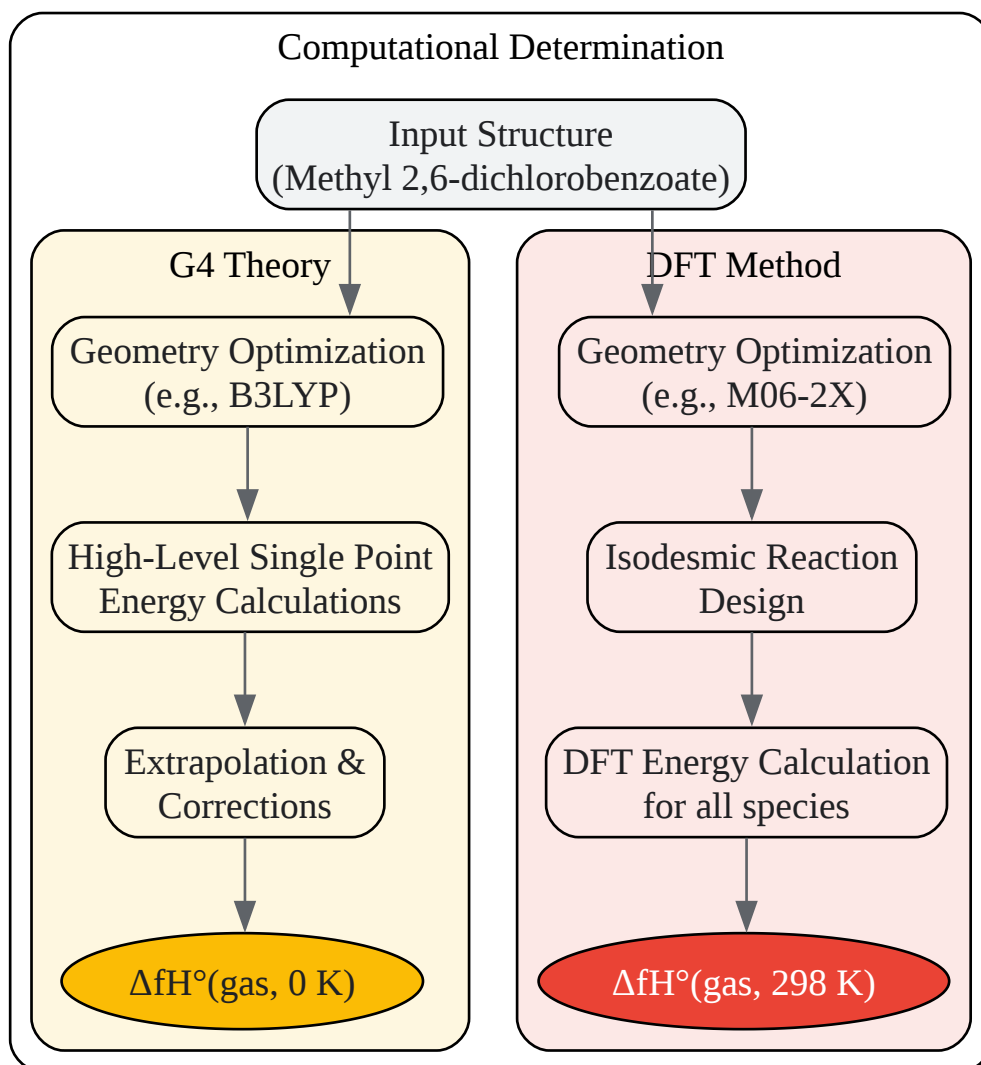 Computational Determination
Input Structure
(Methyl 2,6-dichlorobenzoate)
G4 Theory
Geometry Optimization
(e.g., B3LYP)
High-Level Single Point
Energy Calculations
Extrapolation &
Corrections
ΔfH°(gas, 0 K)
DFT Method
Geometry Optimization
(e.g., M06-2X)
Isodesmic Reaction
Design
DFT Energy Calculation
for all species
ΔfH°(gas, 298 K)